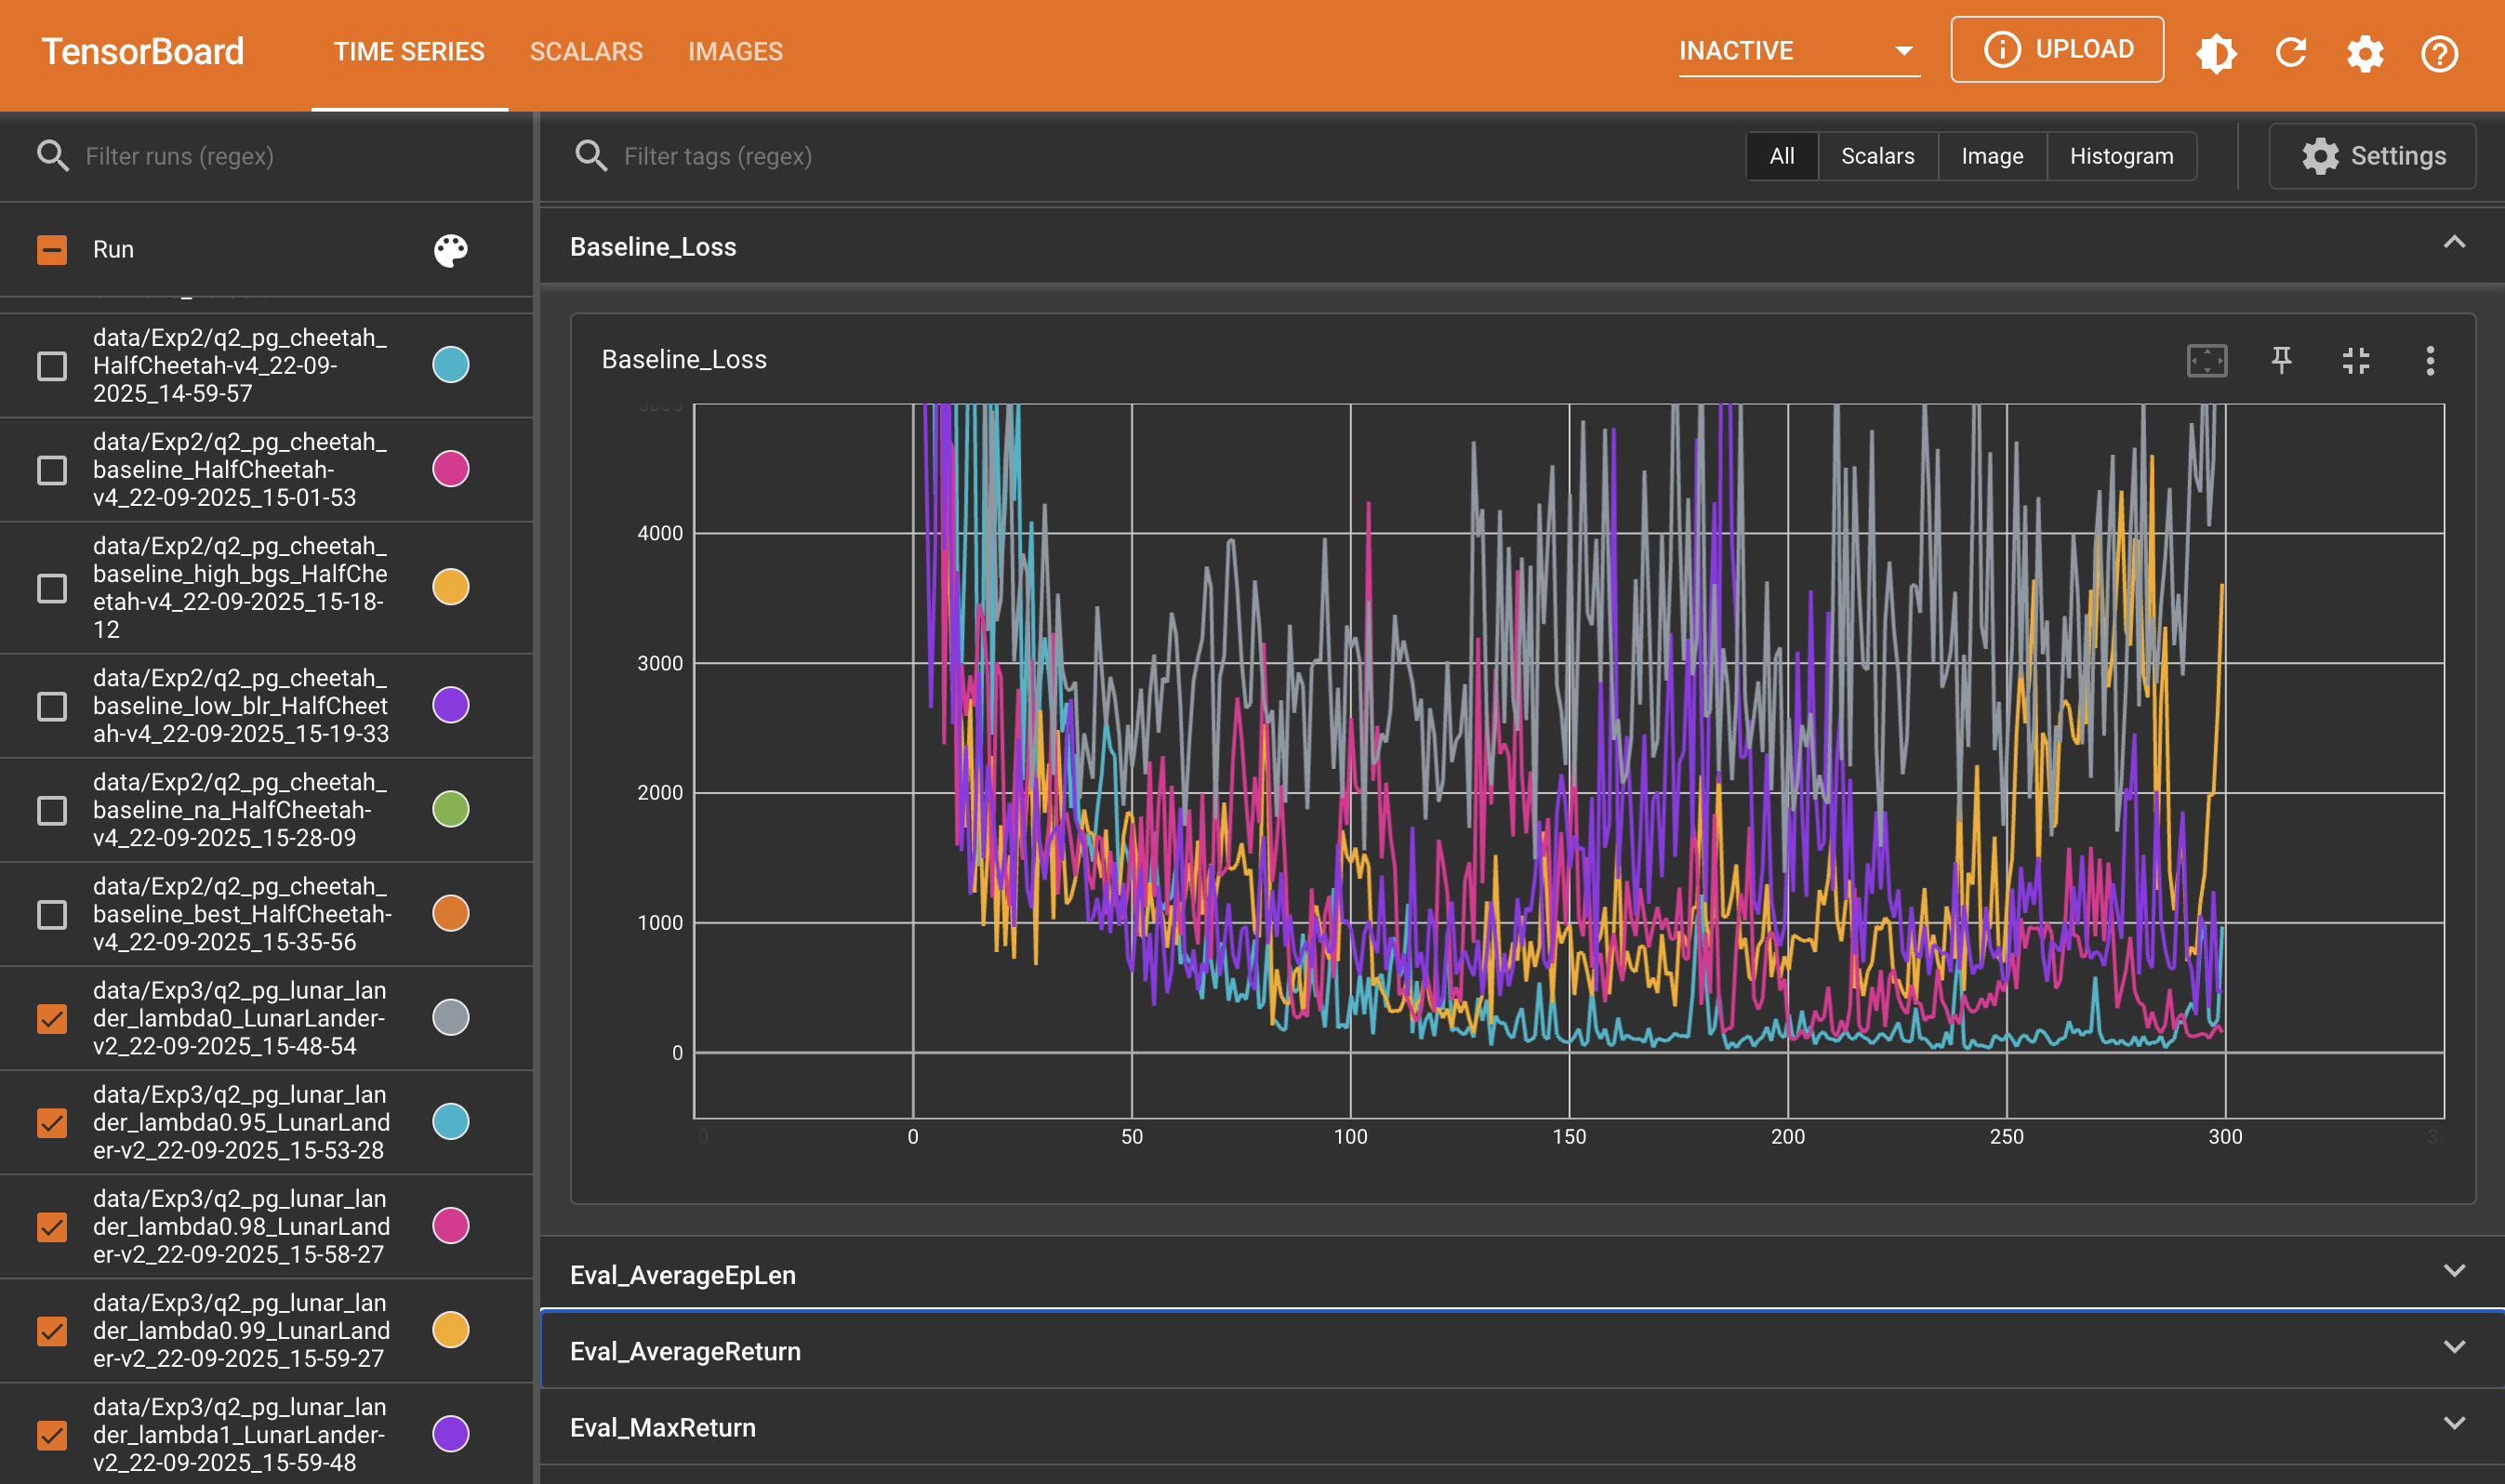 TensorBoard
TIME SERIES
SCALARS
IMAGES
INACTIVE
UPLOAD
Filter runs (regex)
Run
data/Exp2/q2_pg_cheetah_
HalfCheetah-v4_22-09-
2025_14-59-57
data/Exp2/q2_pg_cheetah_
baseline_HalfCheetah-
v4_22-09-2025_15-01-53
data/Exp2/q2_pg_cheetah_
baseline_high_bgs_HalfChe
etah-v4_22-09-2025_15-18-
12
data/Exp2/q2_pg_cheetah_
baseline_low_blr_HalfCheet
ah-v4_22-09-2025_15-19-33
data/Exp2/q2_pg_cheetah_
baseline_na_HalfCheetah-
v4_22-09-2025_15-28-09
data/Exp2/q2_pg_cheetah_
baseline_best_HalfCheetah-
v4_22-09-2025_15-35-56
data/Exp3/q2_pg_lunar_lan
der_lambda0_LunarLander-
v2_22-09-2025_15-48-54
data/Exp3/q2_pg_lunar_lan
der_lambda0.95_LunarLand
er-v2_22-09-2025_15-53-28
data/Exp3/q2_pg_lunar_lan
der_lambda0.98_LunarLand
er-v2_22-09-2025_15-58-27
data/Exp3/q2_pg_lunar_lan
der_lambda0.99_LunarLand
er-v2_22-09-2025_15-59-27
data/Exp3/q2_pg_lunar_lan
der_lambda1_LunarLander-
v2_22-09-2025_15-59-48
Filter tags (regex)
All
Scalars
Image
Histogram
Settings
Baseline_Loss
Baseline_Loss
4000
3000
2000
1000
0
0 50 100 150 200 250 300
Eval_AverageEpLen
Eval_AverageReturn
Eval_MaxReturn